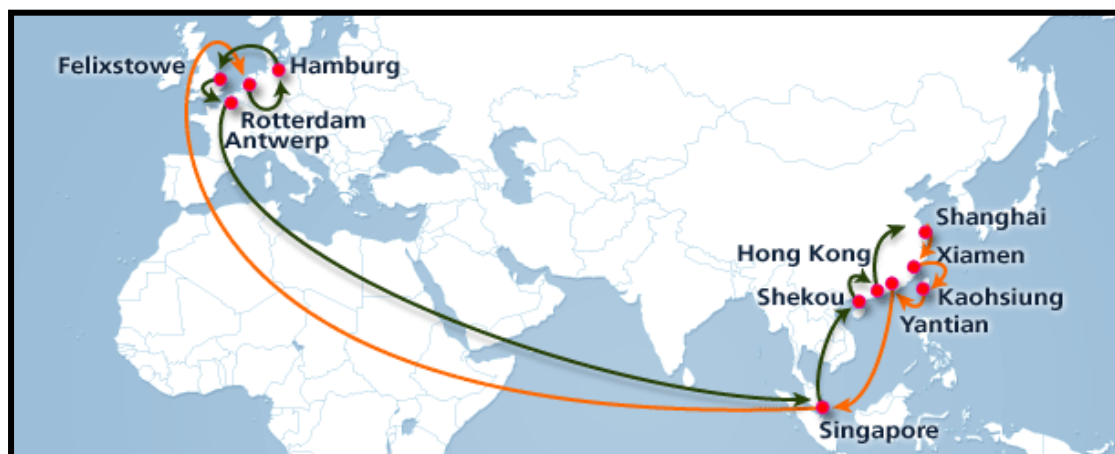 Felixstowe
Hamburg
Rotterdam
Antwerp
Shanghai
Hong Kong
Xiamen
Shekou
Kaohsiung
Yantian
Singapore